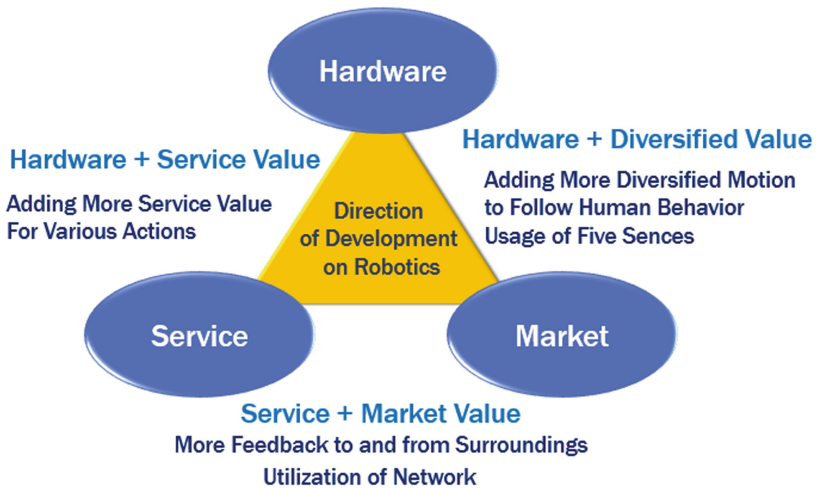 Hardware
Hardware + Service Value
Adding More Service Value
For Various Actions
Hardware + Diversified Value
Adding More Diversified Motion
to Follow Human Behavior
Usage of Five Sences
Direction
of Development
on Robotics
Service
Market
Service + Market Value
More Feedback to and from Surroundings
Utilization of Network